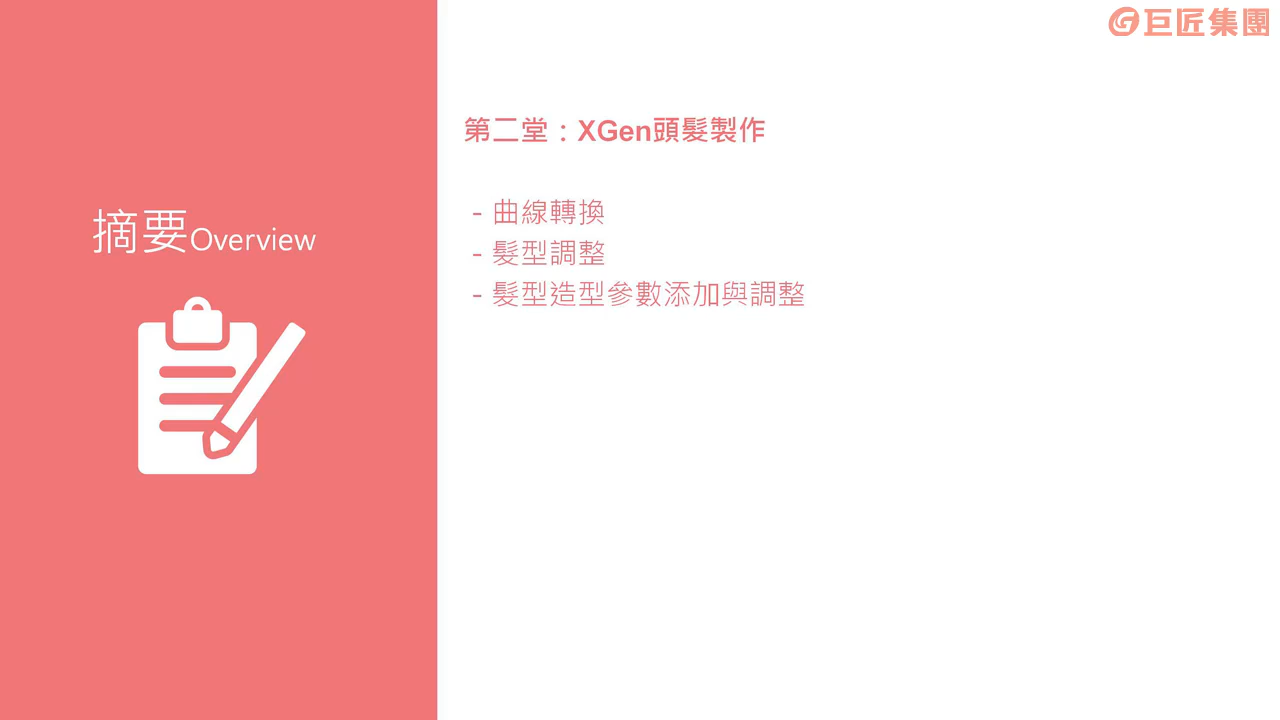 巨匠集團
第二堂：XGen頭髮製作
- 曲線轉換
- 髮型調整
- 髮型造型參數添加與調整
摘要Overview